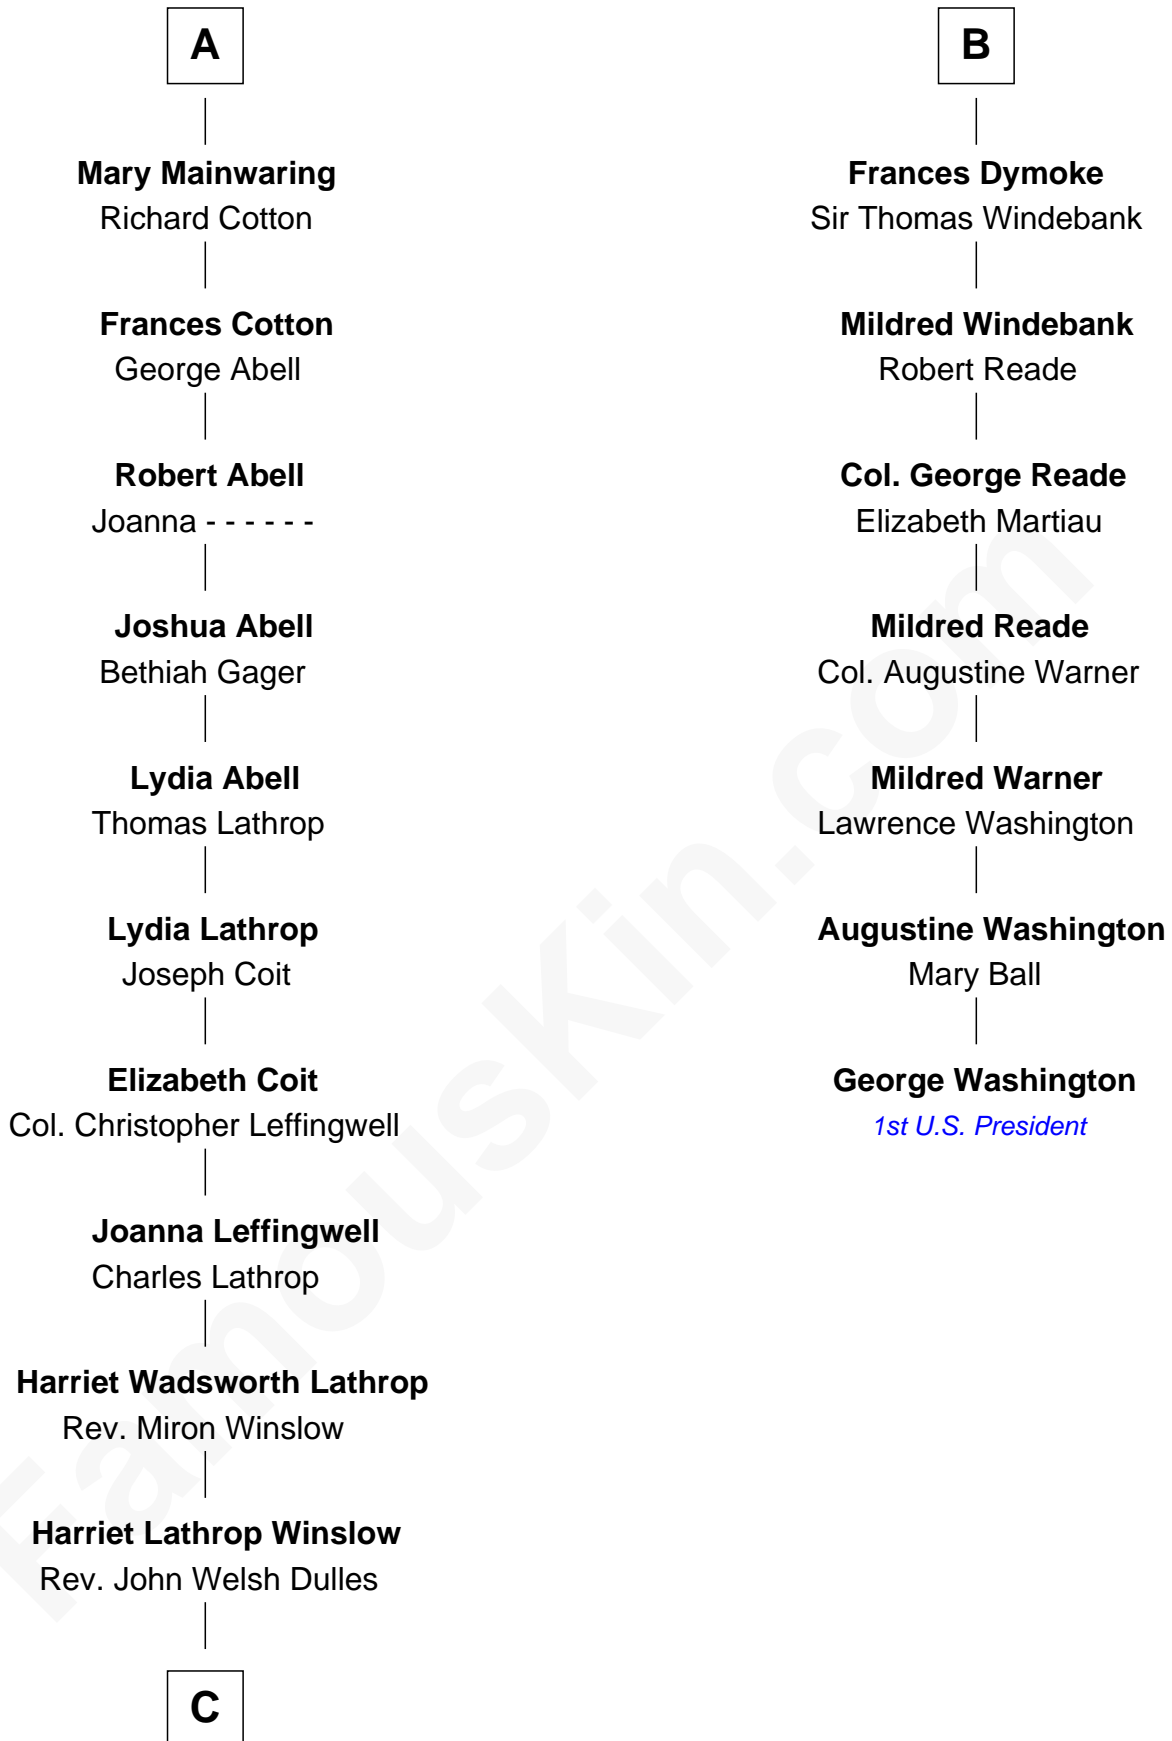 A
Mary Mainwaring
Richard Cotton
Frances Cotton
George Abell
Robert Abell
Joanna - - - - - -
Joshua Abell
Bethiah Gager
Lydia Abell
Thomas Lathrop
Lydia Lathrop
Joseph Coit
Elizabeth Coit
Col. Christopher Leffingwell
Joanna Leffingwell
Charles Lathrop
Harriet Wadsworth Lathrop
Rev. Miron Winslow
Harriet Lathrop Winslow
Rev. John Welsh Dulles
C
B
Frances Dymoke
Sir Thomas Windebank
Mildred Windebank
Robert Reade
Col. George Reade
Elizabeth Martiau
Mildred Reade
Col. Augustine Warner
Mildred Warner
Lawrence Washington
Augustine Washington
Mary Ball
George Washington
1st U.S. President
FamousKin.com